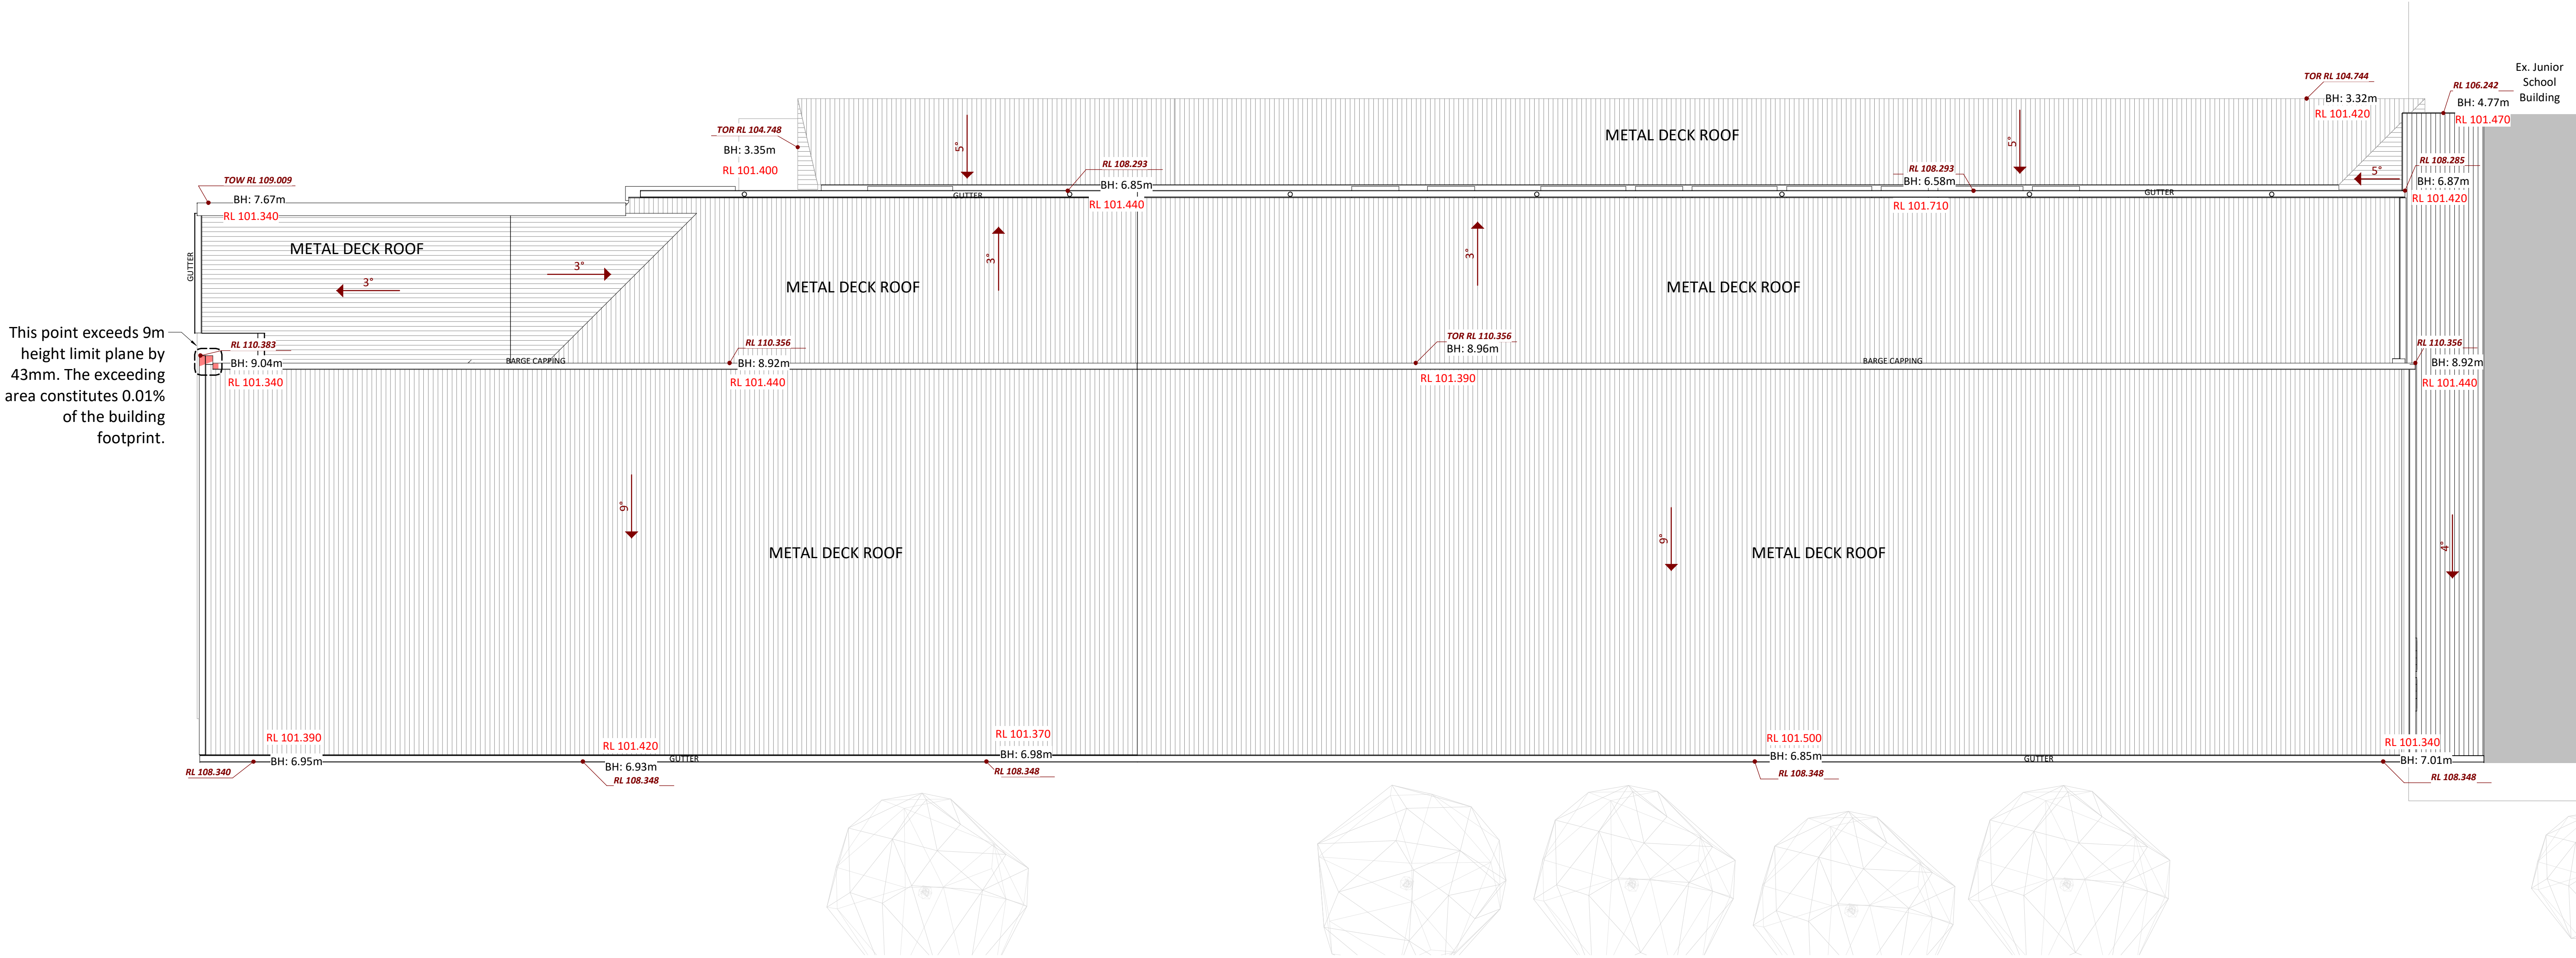 Ex. Junior
School
Building
TOR RL 104.744
BH: 3.32m
RL 101.420
RL 106.242
BH: 4.77m
RL 101.470
TOR RL 104.748
BH: 3.35m
RL 101.400
5°
METAL DECK ROOF
5°
RL 108.293
BH: 6.85m
RL 101.440
RL 108.293
BH: 6.58m
RL 101.710
RL 108.285
5°
BH: 6.87m
RL 101.420
GUTTER
GUTTER
TOW RL 109.009
BH: 7.67m
RL 101.340
METAL DECK ROOF
GUTTER
3°
3°
3°
METAL DECK ROOF
3°
METAL DECK ROOF
This point exceeds 9m
height limit plane by
43mm. The exceeding
area constitutes 0.01%
of the building
footprint.
RL 110.383
BH: 9.04m
RL 101.340
BARGE CAPPING
RL 110.356
BH: 8.92m
RL 101.440
TOR RL 110.356
BH: 8.96m
RL 101.390
BARGE CAPPING
RL 110.356
BH: 8.92m
RL 101.440
9°
METAL DECK ROOF
9°
METAL DECK ROOF
4°
RL 101.390
BH: 6.95m
RL 108.340
RL 101.420
BH: 6.93m
RL 108.348
GUTTER
RL 101.370
BH: 6.98m
RL 108.348
RL 101.500
BH: 6.85m
RL 108.348
GUTTER
RL 101.340
BH: 7.01m
RL 108.348